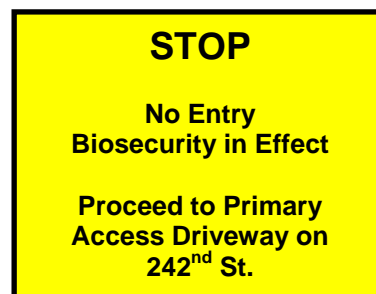 STOP
No Entry
Biosecurity in Effect
Proceed to Primary
Access Driveway on
242nd St.